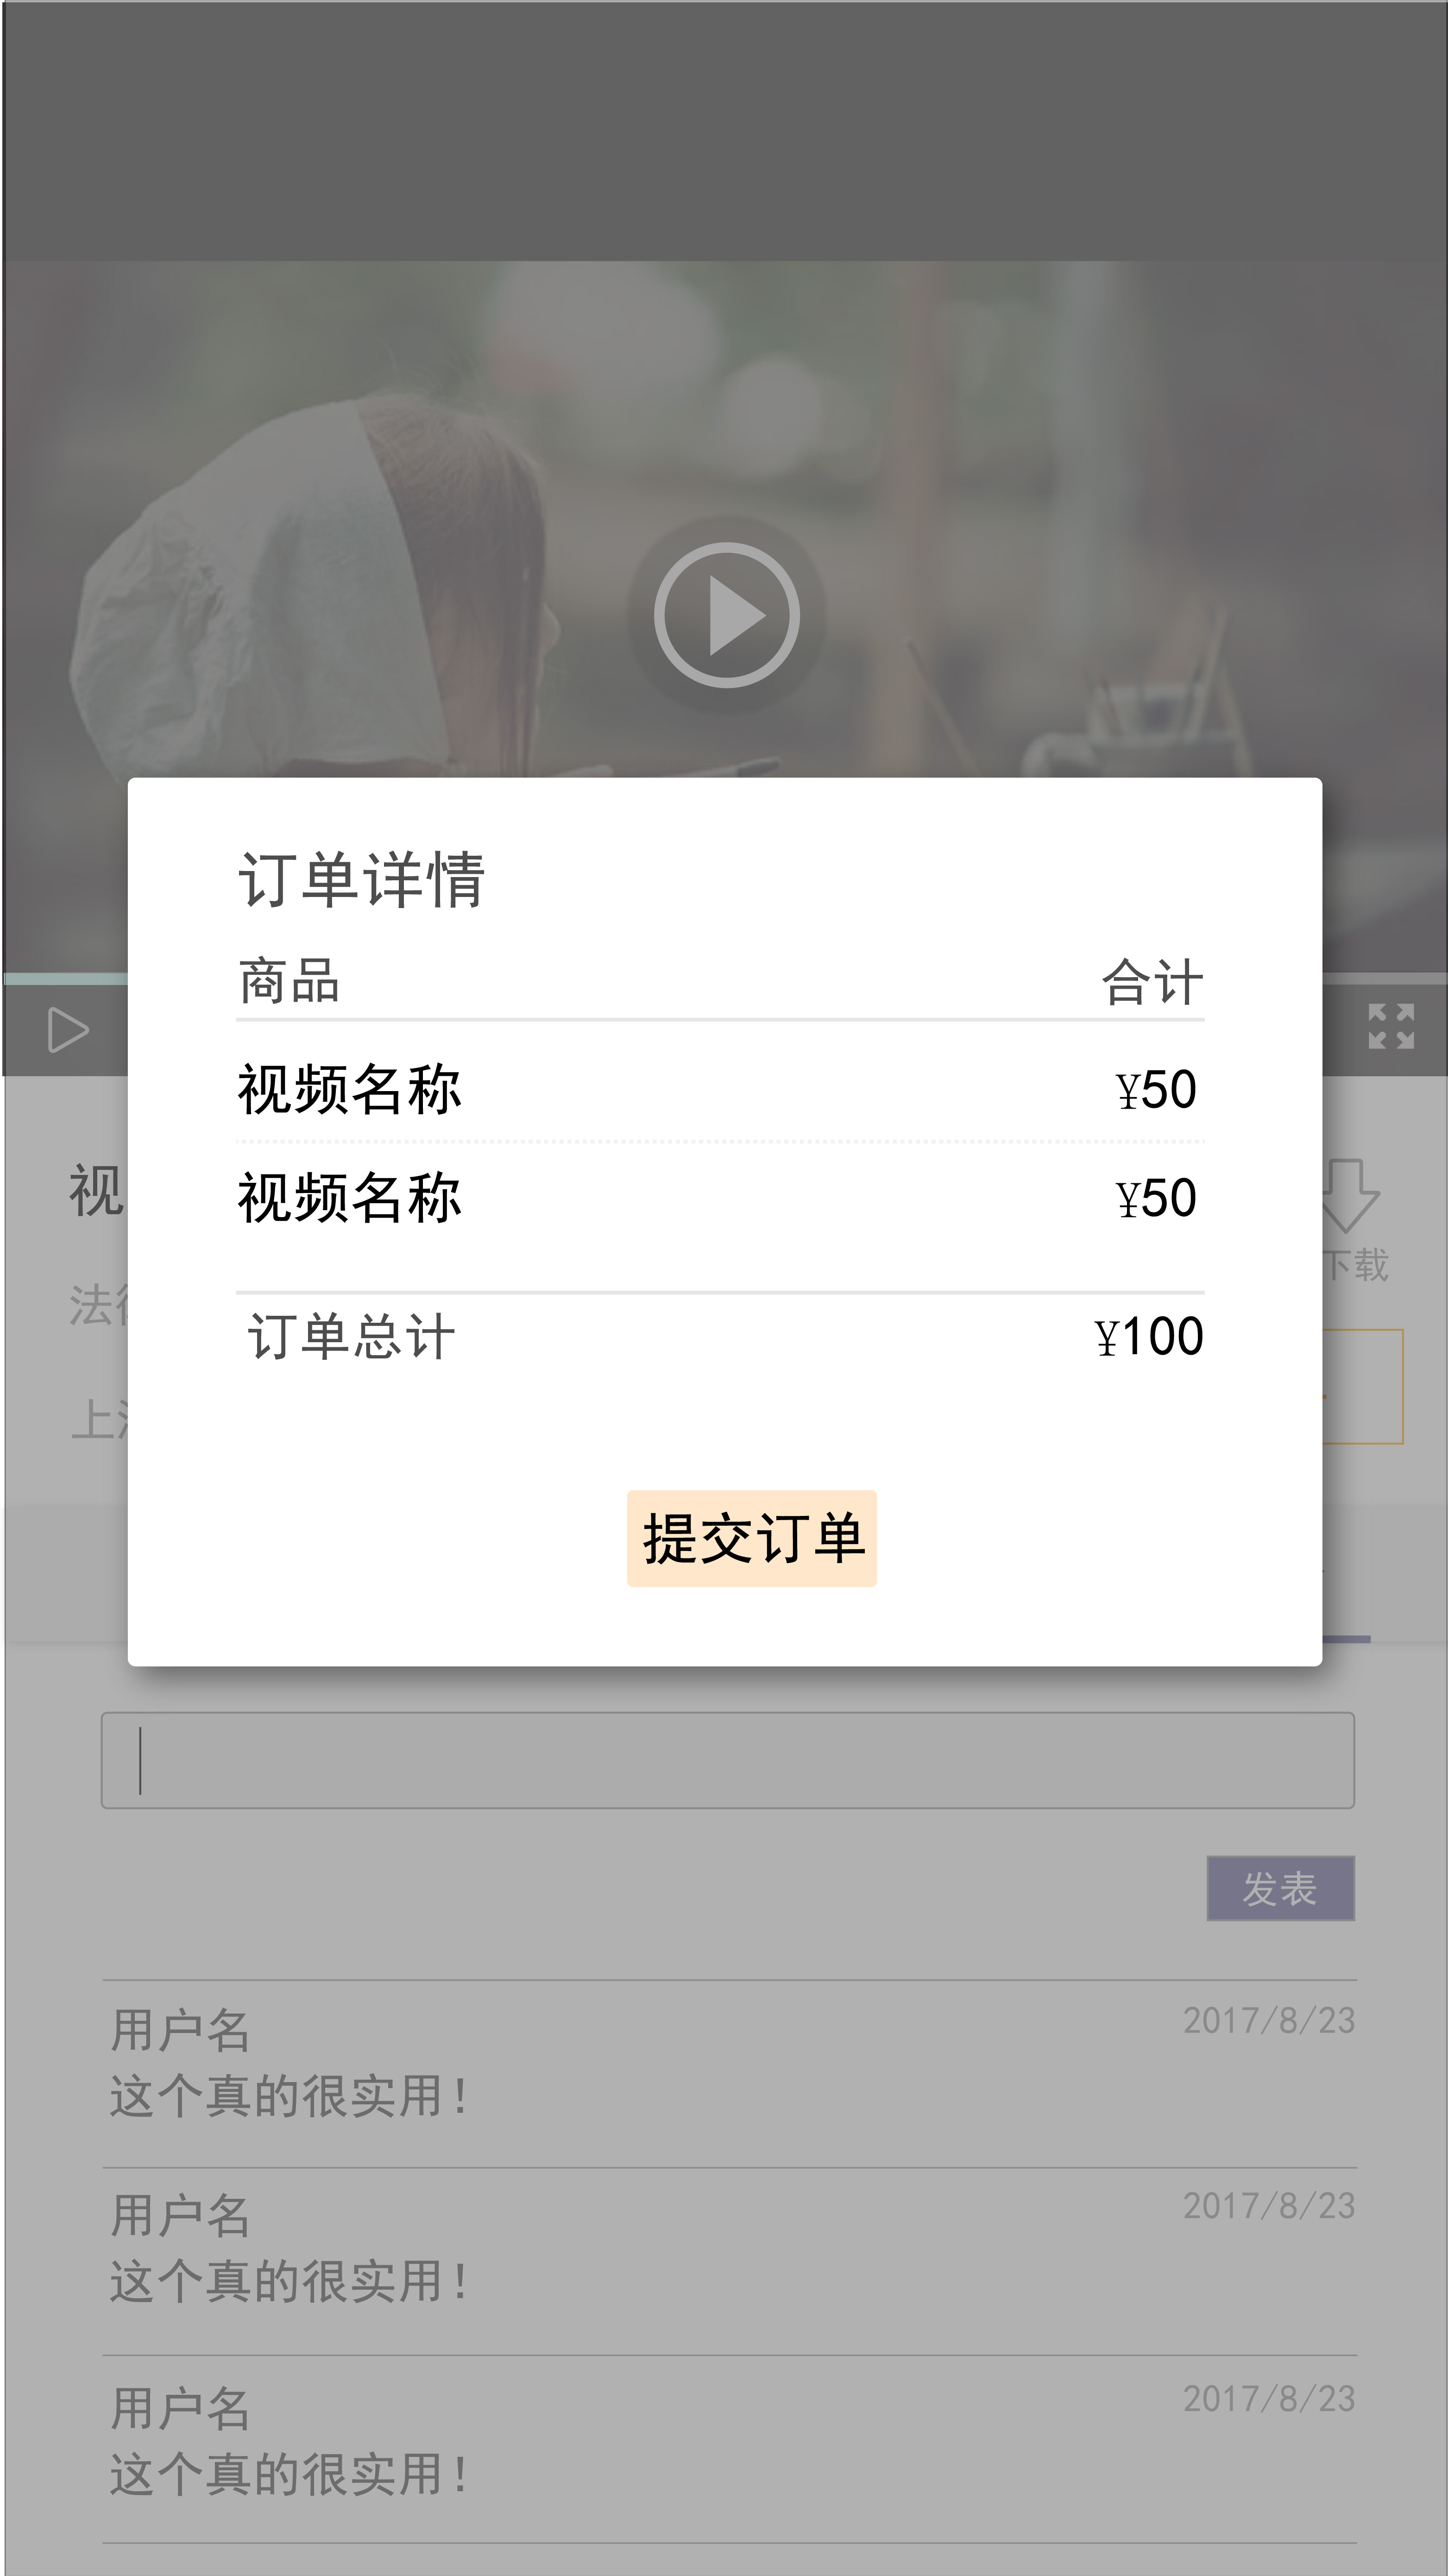 订单详情
商品 合计
视频名称 ¥50
视频名称 ¥50
订单总计 ¥100
提交订单
视
下载
法
上
发表
用户名 2017/8/23
这个真的很实用！
用户名 2017/8/23
这个真的很实用！
用户名 2017/8/23
这个真的很实用！